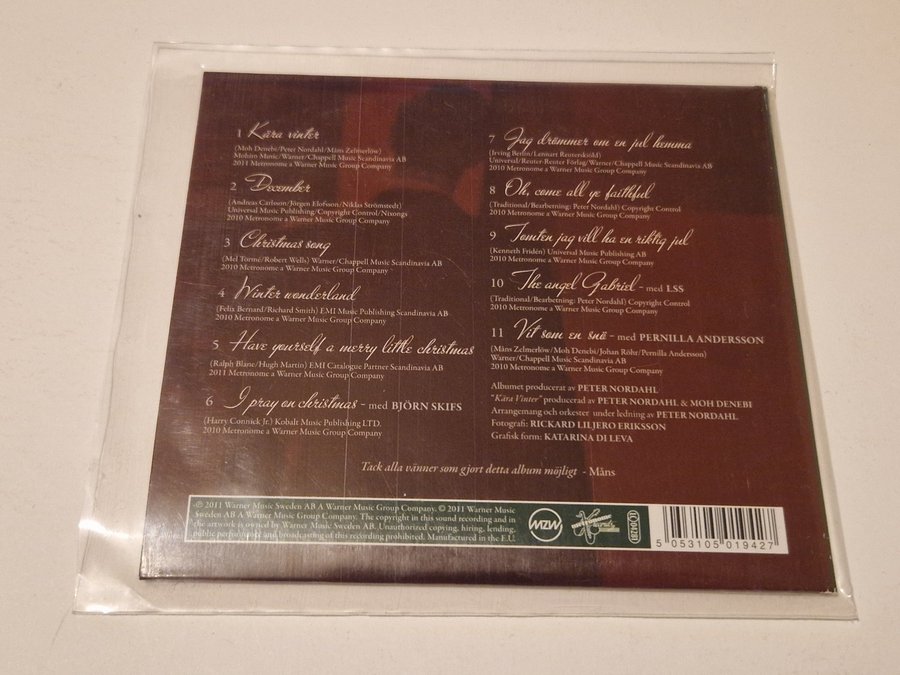 1 Kära vinter
(Moh Denebi/Peter Nordahl/Måns Zelmerlöw)
Mohiro Music/Warner/Chappell Music Scandinavia AB
2011 Metronome a Warner Music Group Company
2 December
(Andreas Carlsson/Jörgen Elofsson/Niklas Strömstedt)
Universal Music Publishing/Copyright Control/Nixongs
2010 Metronome a Warner Music Group Company
3 Christmas song
(Mel Tormé/Robert Wells) Warner/Chappell Music Scandinavia AB
2010 Metronome a Warner Music Group Company
4 Winter wonderland
(Felix Bernard/Richard Smith) EMI Music Publishing Scandinavia AB
2010 Metronome a Warner Music Group Company
5 Have yourself a merry little christmas
(Ralph Blane/Hugh Martin) EMI Catalogue Partner Scandinavia AB
2011 Metronome a Warner Music Group Company
6 I pray on christmas - med BJÖRN SKIFS
(Harry Connick Jr.) Kobalt Music Publishing LTD.
2010 Metronome a Warner Music Group Company
7 Jag drömmer om en jul hemma
(Irving Berlin/Lennart Reuterskiöld)
Universal/Reuter Reuter Förlag/Warner/Chappell Music Scandinavia AB
2010 Metronome a Warner Music Group Company
8 Oh, come all ye faithful
(Traditional/Bearbetning: Peter Nordahl) Copyright Control
2010 Metronome a Warner Music Group Company
9 Tomten jag vill ha en riktig jul
(Kenneth Fridén) Universal Music Publishing AB
2010 Metronome a Warner Music Group Company
10 The angel Gabriel - med LSS
(Traditional/Bearbetning: Peter Nordahl) Copyright Control
2010 Metronome a Warner Music Group Company
11 Vit som en snö - med PERNILLA ANDERSSON
(Måns Zelmerlöw/Moh Denebi/Johan Röhr/Pernilla Andersson)
Warner/Chappell Music Scandinavia AB
2010 Metronome a Warner Music Group Company
Albumet producerat av PETER NORDAHL
"Kära Vinter" producerad av PETER NORDAHL & MOH DENEBI
Arrangemang och orkester under ledning av PETER NORDAHL
Fotografi: RICKARD LILJERO ERIKSSON
Grafisk form: KATARINA DI LEVA
Tack alla vänner som gjort detta album möjligt - Måns
℗ 2011 Warner Music Sweden AB A Warner Music Group Company. © 2011 Warner Music
Sweden AB A Warner Music Group Company. The copyright in this sound recording and in
the artwork is owned by Warner Music Sweden AB. Unauthorized copying, hiring, lending,
public performance and broadcasting of this recording prohibited. Manufactured in the E.U.
MZW
metronome
5 053105 019427